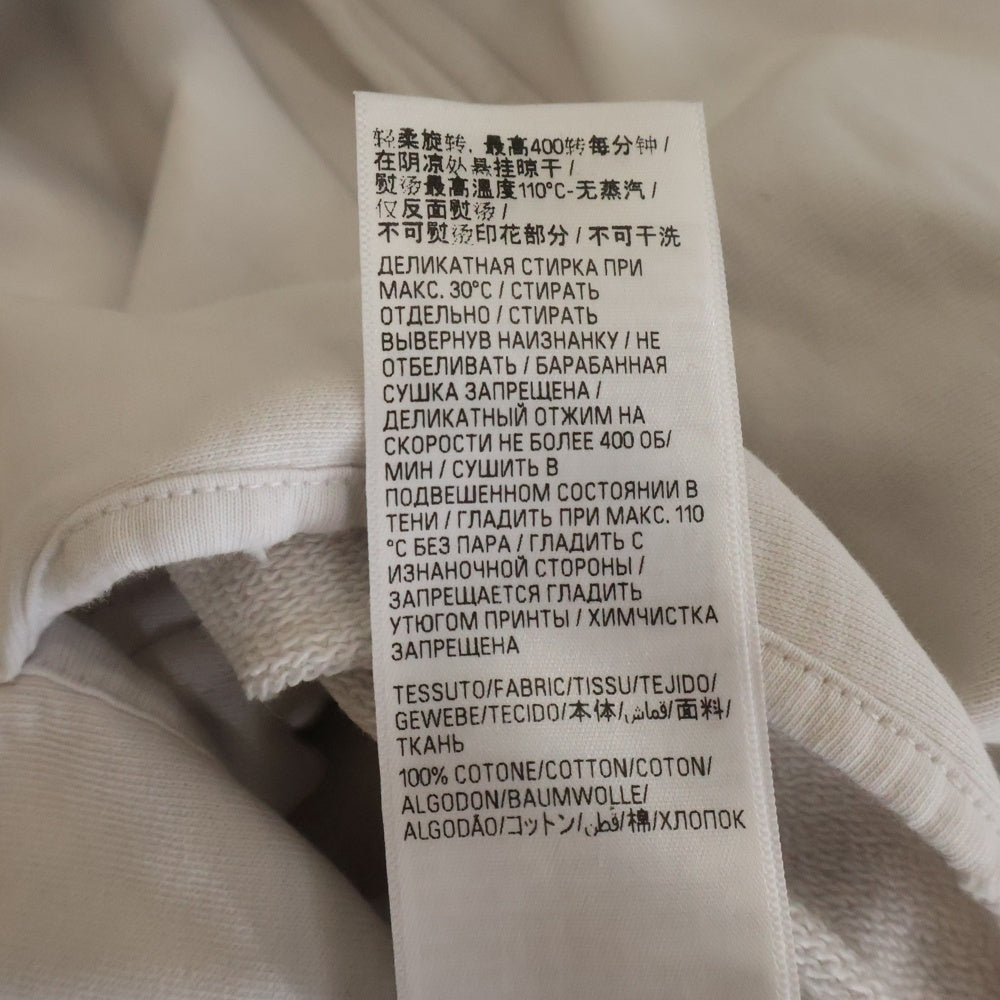 轻柔旋转. 最高400转每分钟 /
在阴凉处悬挂晾干 /
熨烫最高温度110°C-无蒸汽 /
仅反面熨烫 /
不可熨烫印花部分 / 不可干洗
ДЕЛИКАТНАЯ СТИРКА ПРИ
МАКС. 30°C / СТИРАТЬ
ОТДЕЛЬНО / СТИРАТЬ
ВЫВЕРНУВ НАИЗНАНКУ / НЕ
ОТБЕЛИВАТЬ / БАРАБАННАЯ
СУШКА ЗАПРЕЩЕНА /
ДЕЛИКАТНЫЙ ОТЖИМ НА
СКОРОСТИ НЕ БОЛЕЕ 400 ОБ/
МИН / СУШИТЬ В
ПОДВЕШЕННОМ СОСТОЯНИИ В
ТЕНИ / ГЛАДИТЬ ПРИ МАКС. 110
°C БЕЗ ПАРА / ГЛАДИТЬ С
ИЗНАНОЧНОЙ СТОРОНЫ /
ЗАПРЕЩАЕТСЯ ГЛАДИТЬ
УТЮГОМ ПРИНТЫ / ХИМЧИСТКА
ЗАПРЕЩЕНА
TESSUTO/FABRIC/TISSU/TEJIDO/
GEWEBE/TECIDO/本体/قماش/面料/
ТКАНЬ
100% COTONE/COTTON/COTON/
ALGODON/BAUMWOLLE/
ALGODÃO/コットン/قطن/棉/ХЛОПОК